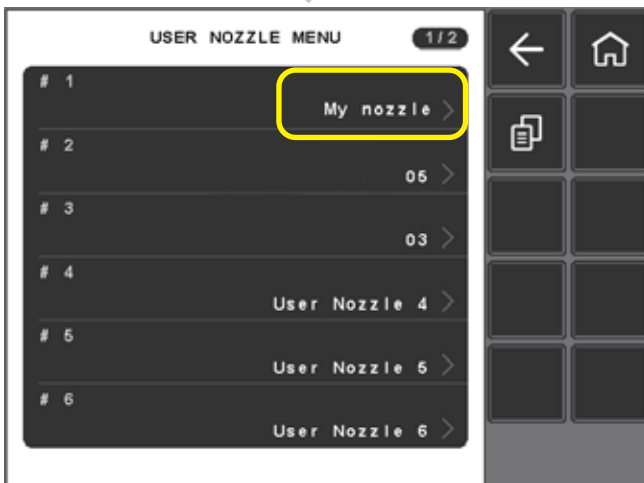 USER NOZZLE MENU 1/2
# 1
My nozzle
# 2
05
# 3
03
# 4
User Nozzle 4
# 5
User Nozzle 5
# 6
User Nozzle 6